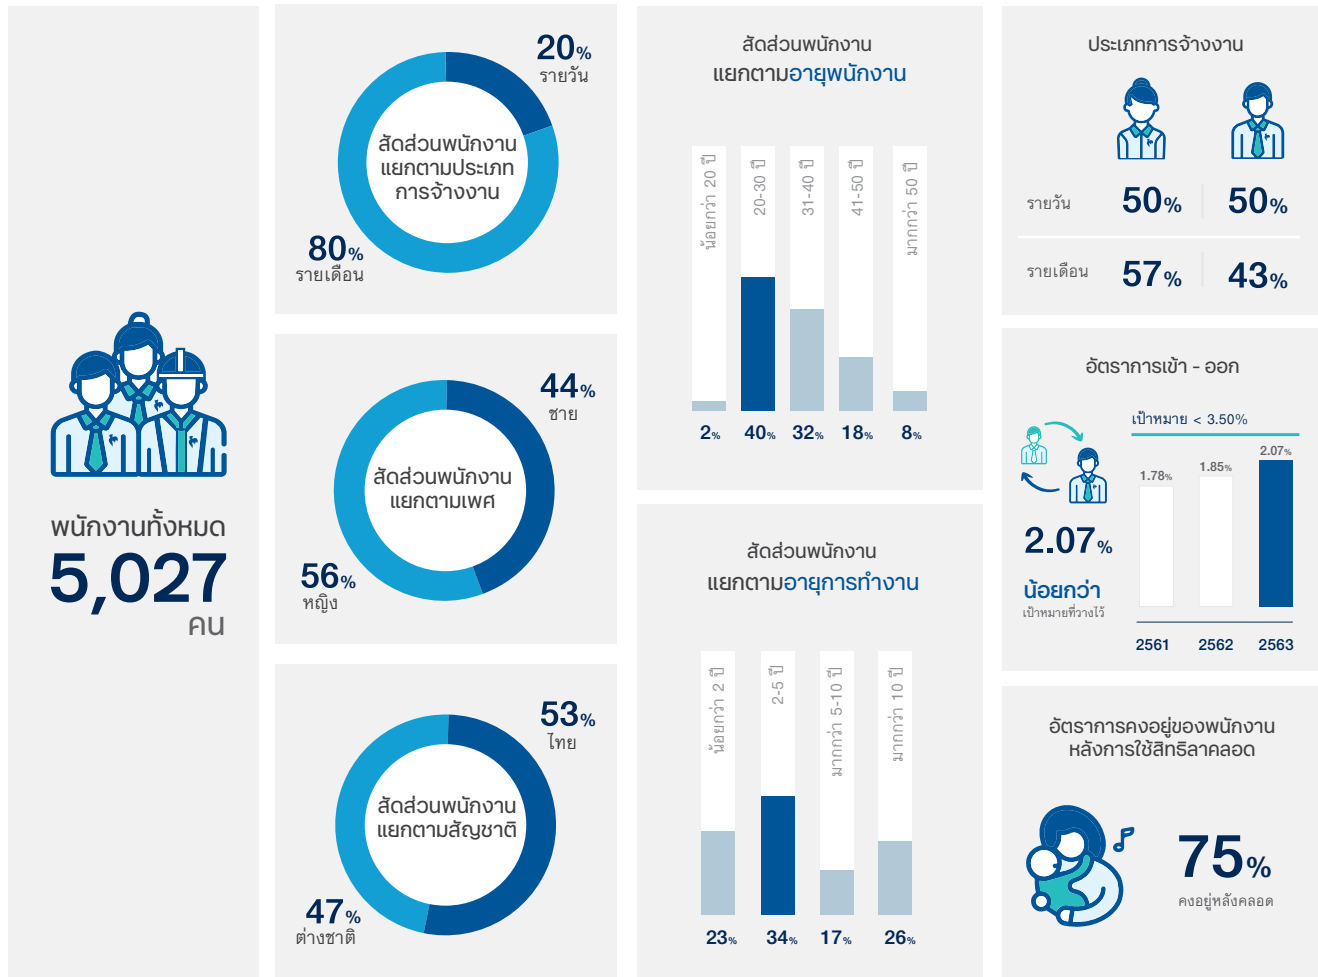 พนักงานทั้งหมด
5,027
คน
20%
รายวัน
สัดส่วนพนักงาน
แยกตามประเภท
การจ้างงาน
80%
รายเดือน
44%
ชาย
สัดส่วนพนักงาน
แยกตามเพศ
56%
หญิง
53%
ไทย
สัดส่วนพนักงาน
แยกตามสัญชาติ
47%
ต่างชาติ
สัดส่วนพนักงาน
แยกตามอายุพนักงาน
น้อยกว่า 20 ปี
20-30 ปี
31-40 ปี
41-50 ปี
มากกว่า 50 ปี
2% 40% 32% 18% 8%
สัดส่วนพนักงาน
แยกตามอายุการทำงาน
น้อยกว่า 2 ปี
2-5 ปี
มากกว่า 5-10 ปี
มากกว่า 10 ปี
23% 34% 17% 26%
ประเภทการจ้างงาน
รายวัน 50% 50%
รายเดือน 57% 43%
อัตราการเข้า - ออก
เป้าหมาย < 3.50%
1.78% 1.85% 2.07%
2.07%
น้อยกว่า
เป้าหมายที่วางไว้
2561 2562 2563
อัตราการคงอยู่ของพนักงาน
หลังการใช้สิทธิลาคลอด
75%
คงอยู่หลังคลอด